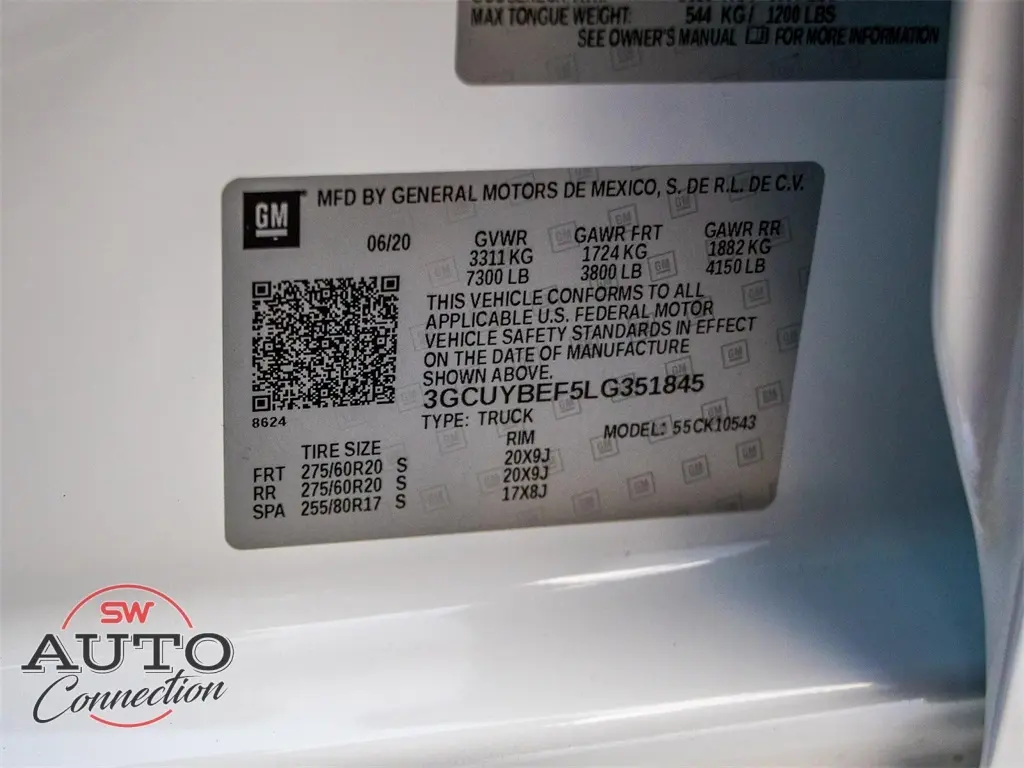 MAX TONGUE WEIGHT: 544 KG/ 1200 LBS
SEE OWNER'S MANUAL FOR MORE INFORMATION
GM MFD BY GENERAL MOTORS DE MEXICO, S. DE R.L. DE C.V.
06/20 GVWR GAWR FRT GAWR RR
3311 KG 1724 KG 1882 KG
7300 LB 3800 LB 4150 LB
THIS VEHICLE CONFORMS TO ALL
APPLICABLE U.S. FEDERAL MOTOR
VEHICLE SAFETY STANDARDS IN EFFECT
ON THE DATE OF MANUFACTURE
SHOWN ABOVE.
3GCUYBEF5LG351845
8624 TYPE: TRUCK MODEL: 55CK10543
TIRE SIZE RIM
FRT 275/60R20 S 20X9J
RR 275/60R20 S 20X9J
SPA 255/80R17 S 17X8J
SW
AUTO
Connection